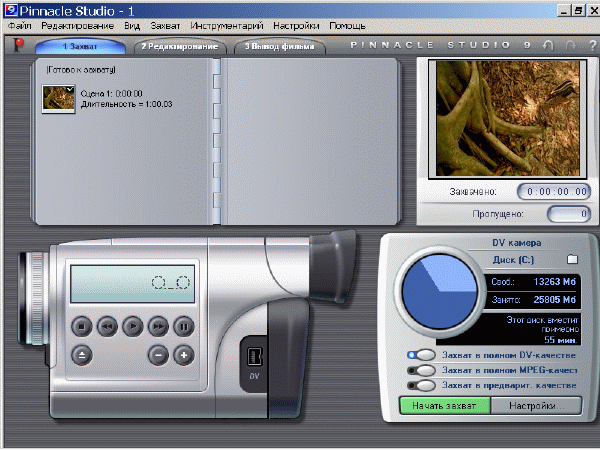 Pinnacle Studio - 1
Файл Редактирование Вид Захват Инструментарий Настройки Помощь
1 Захват 2 Редактирование 3 Вывод фильма PINNACLE STUDIO 9 ?
(Готово к захвату)
Сцена 1: 0:00:00
Длительность = 1:00.03
Захвачено: 0:00:00.00
Пропущено: 0
DV камера
Диск (C:)
Своб.: 13263 Мб
Занято: 25805 Мб
Этот диск вместит
примерно
55 мин.
Захват в полном DV-качестве
Захват в полном MPEG-качест
Захват в предварит. качестве
Начать захват Настройки...
DV